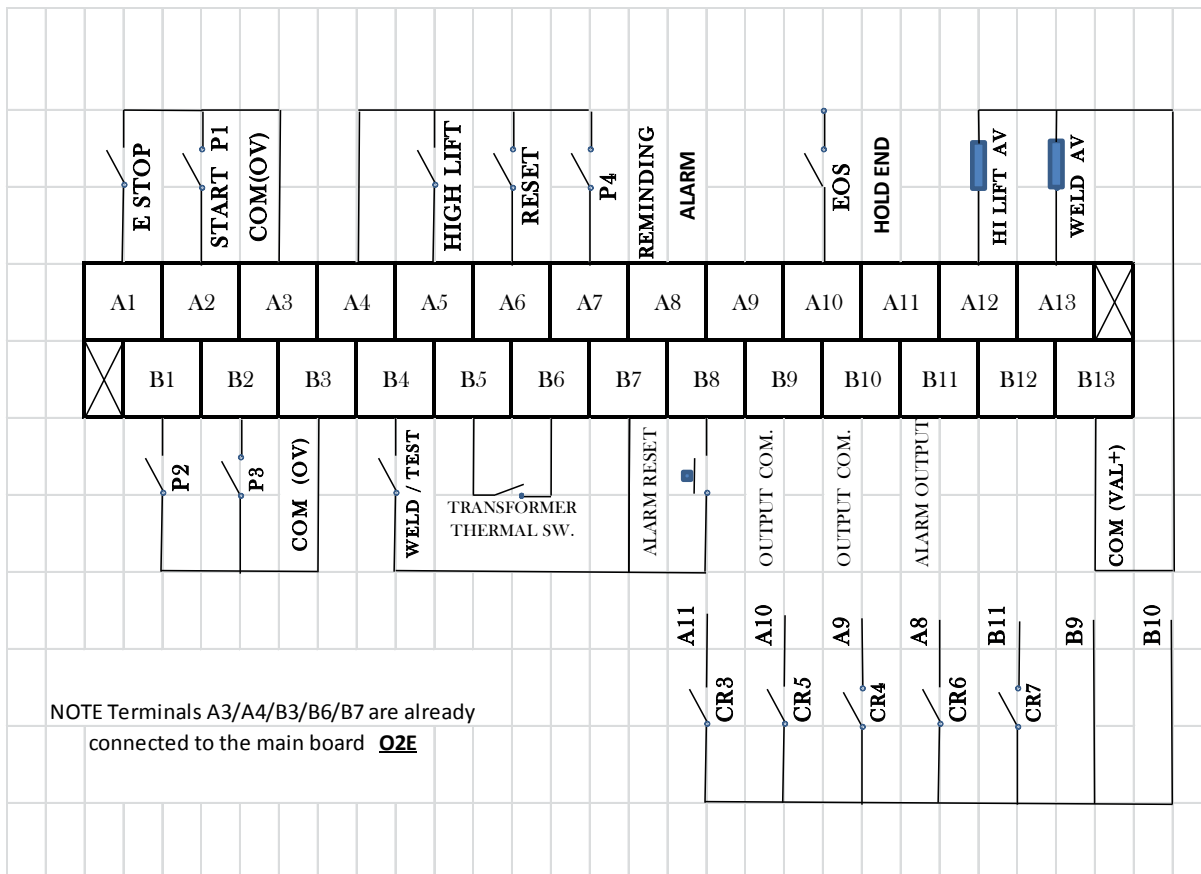 E STOP
START P1
COM(OV)
HIGH LIFT
RESET
P4
REMINDING
ALARM
EOS
HOLD END
HI LIFT AV
WELD AV
A1 A2 A3 A4 A5 A6 A7 A8 A9 A10 A11 A12 A13
B1 B2 B3 B4 B5 B6 B7 B8 B9 B10 B11 B12 B13
P2
P3
COM (OV)
WELD / TEST
TRANSFORMER
THERMAL SW.
ALARM RESET
OUTPUT COM.
OUTPUT COM.
ALARM OUTPUT
COM (VAL+)
A11 A10 A9 A8 B11 B9 B10
CR3 CR5 CR4 CR6 CR7
NOTE Terminals A3/A4/B3/B6/B7 are already
connected to the main board O2E